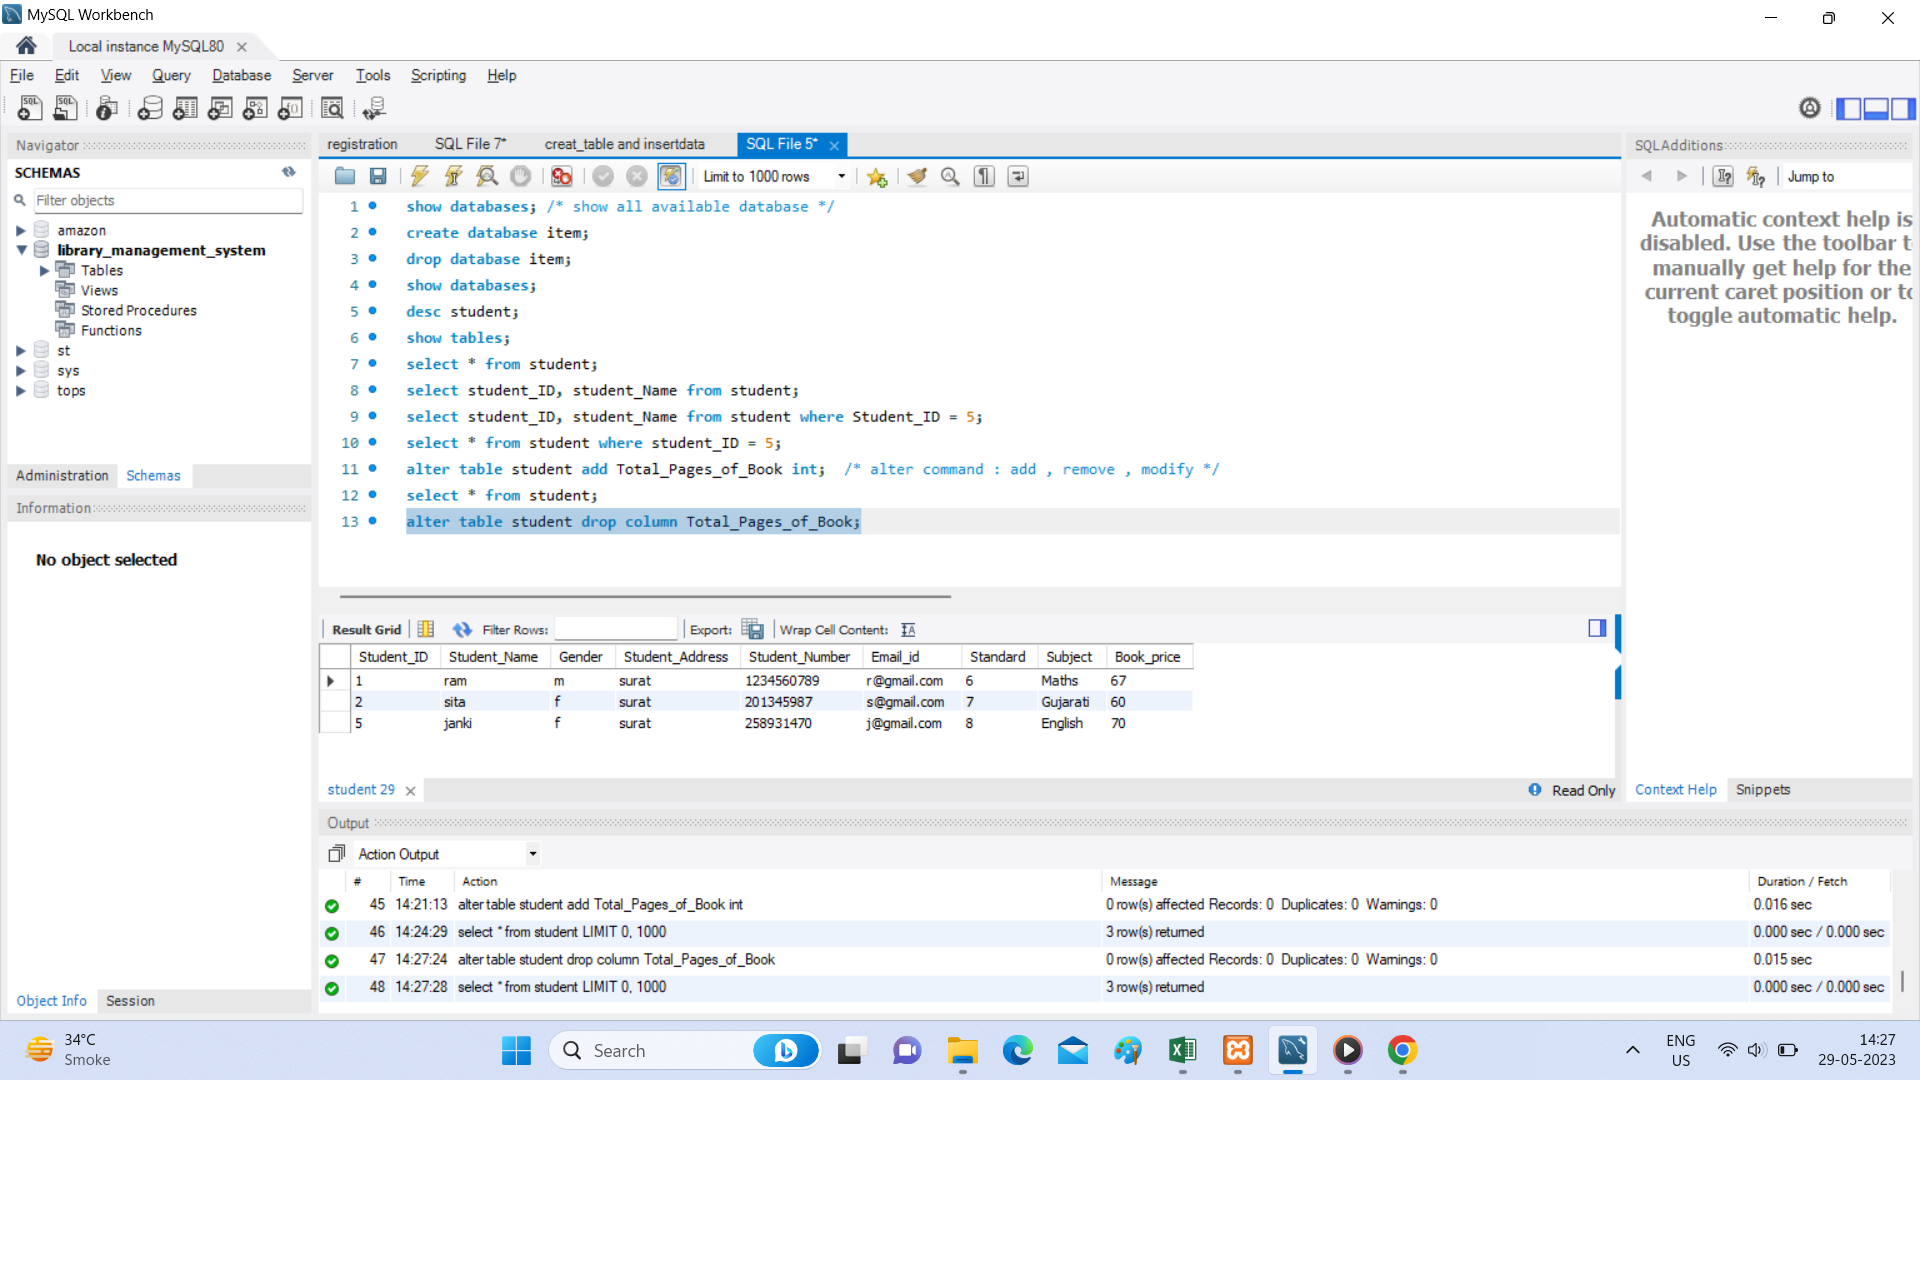 MySQL Workbench
Local instance MySQL80
File Edit View Query Database Server Tools Scripting Help
Navigator
SCHEMAS
Filter objects
amazon
library_management_system
Tables
Views
Stored Procedures
Functions
st
sys
tops
Administration Schemas
Information
No object selected
Object Info Session
registration SQL File 7* creat_table and insertdata SQL File 5*
Limit to 1000 rows
1 show databases; /* show all available database */
2 create database item;
3 drop database item;
4 show databases;
5 desc student;
6 show tables;
7 select * from student;
8 select student_ID, student_Name from student;
9 select student_ID, student_Name from student where Student_ID = 5;
10 select * from student where student_ID = 5;
11 alter table student add Total_Pages_of_Book int; /* alter command : add , remove , modify */
12 select * from student;
13 alter table student drop column Total_Pages_of_Book;
Result Grid Filter Rows: Export: Wrap Cell Content:
Student_ID Student_Name Gender Student_Address Student_Number Email_id Standard Subject Book_price
1 ram m surat 1234560789 r@gmail.com 6 Maths 67
2 sita f surat 201345987 s@gmail.com 7 Gujarati 60
5 janki f surat 258931470 j@gmail.com 8 English 70
student 29 Read Only
SQLAdditions
Jump to
Automatic context help is
disabled. Use the toolbar t
manually get help for the
current caret position or to
toggle automatic help.
Context Help Snippets
Output
Action Output
# Time Action Message Duration / Fetch
45 14:21:13 alter table student add Total_Pages_of_Book int 0 row(s) affected Records: 0 Duplicates: 0 Warnings: 0 0.016 sec
46 14:24:29 select * from student LIMIT 0, 1000 3 row(s) returned 0.000 sec / 0.000 sec
47 14:27:24 alter table student drop column Total_Pages_of_Book 0 row(s) affected Records: 0 Duplicates: 0 Warnings: 0 0.015 sec
48 14:27:28 select * from student LIMIT 0, 1000 3 row(s) returned 0.000 sec / 0.000 sec
34°C
Smoke
Search
ENG
US
14:27
29-05-2023